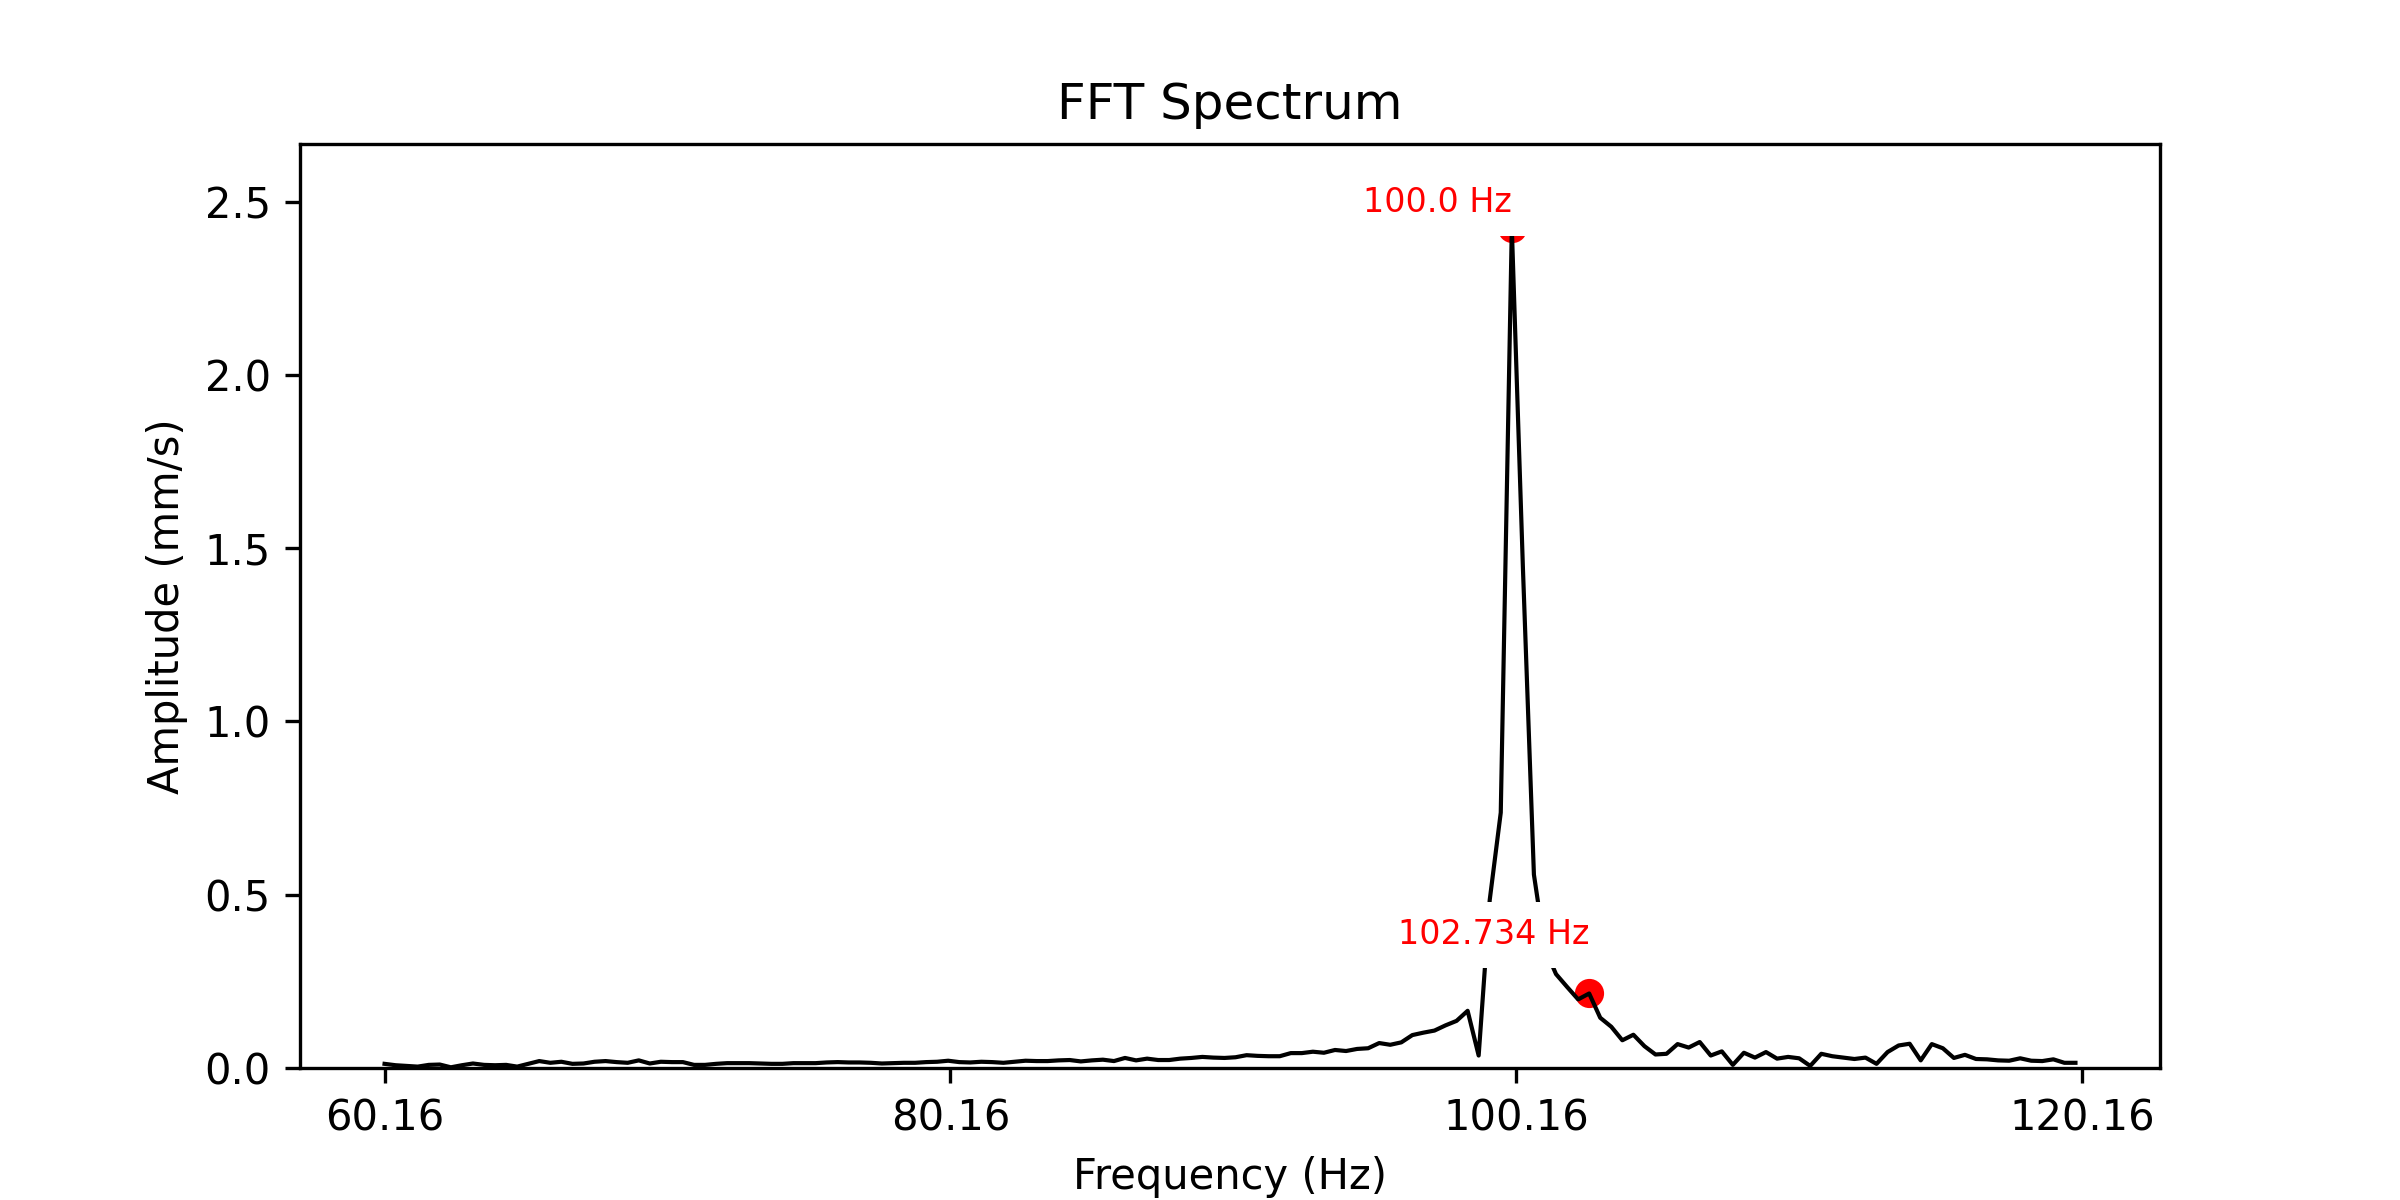 FFT Spectrum
100.0 Hz
102.734 Hz
Amplitude (mm/s)
2.5
2.0
1.5
1.0
0.5
0.0
60.16 80.16 100.16 120.16
Frequency (Hz)